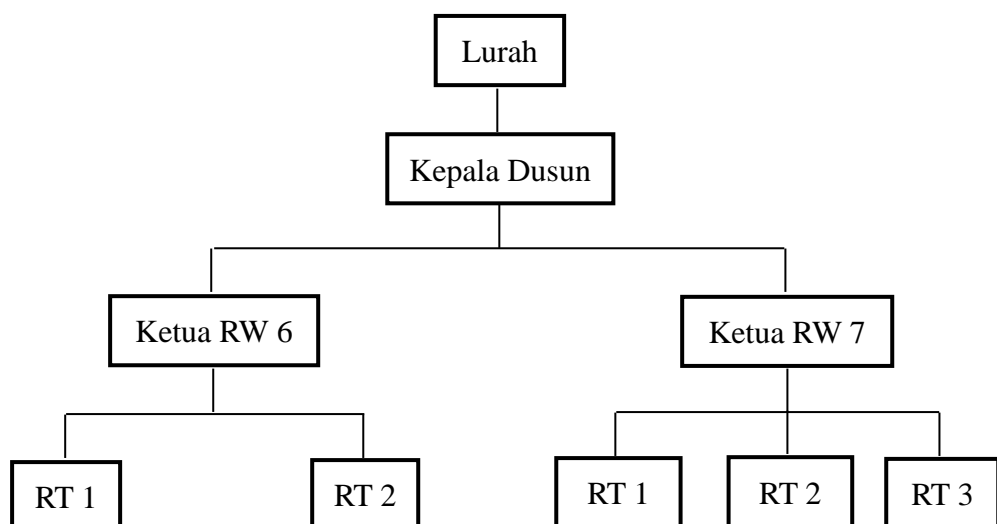 Lurah
Kepala Dusun
Ketua RW 6
Ketua RW 7
RT 1
RT 2
RT 1
RT 2
RT 3